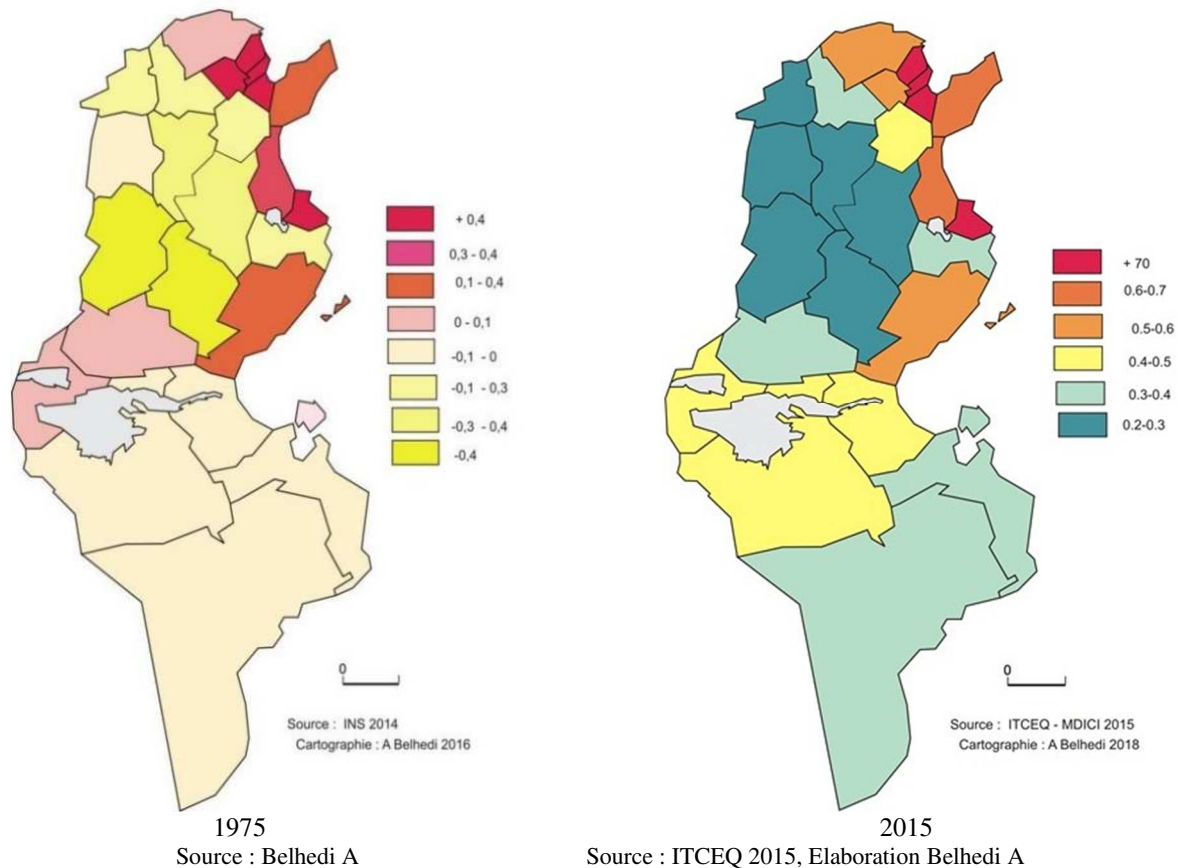 + 0,4
0,3 - 0,4
0,1 - 0,4
0 - 0,1
-0,1 - 0
-0,1 - 0,3
-0,3 - 0,4
-0,4
0
Source : INS 2014
Cartographie : A Belhedi 2016
+ 70
0.6-0.7
0.5-0.6
0.4-0.5
0.3-0.4
0.2-0.3
0
Source : ITCEQ - MDICI 2015
Cartographie : A Belhedi 2018
1975
Source : Belhedi A
2015
Source : ITCEQ 2015, Elaboration Belhedi A